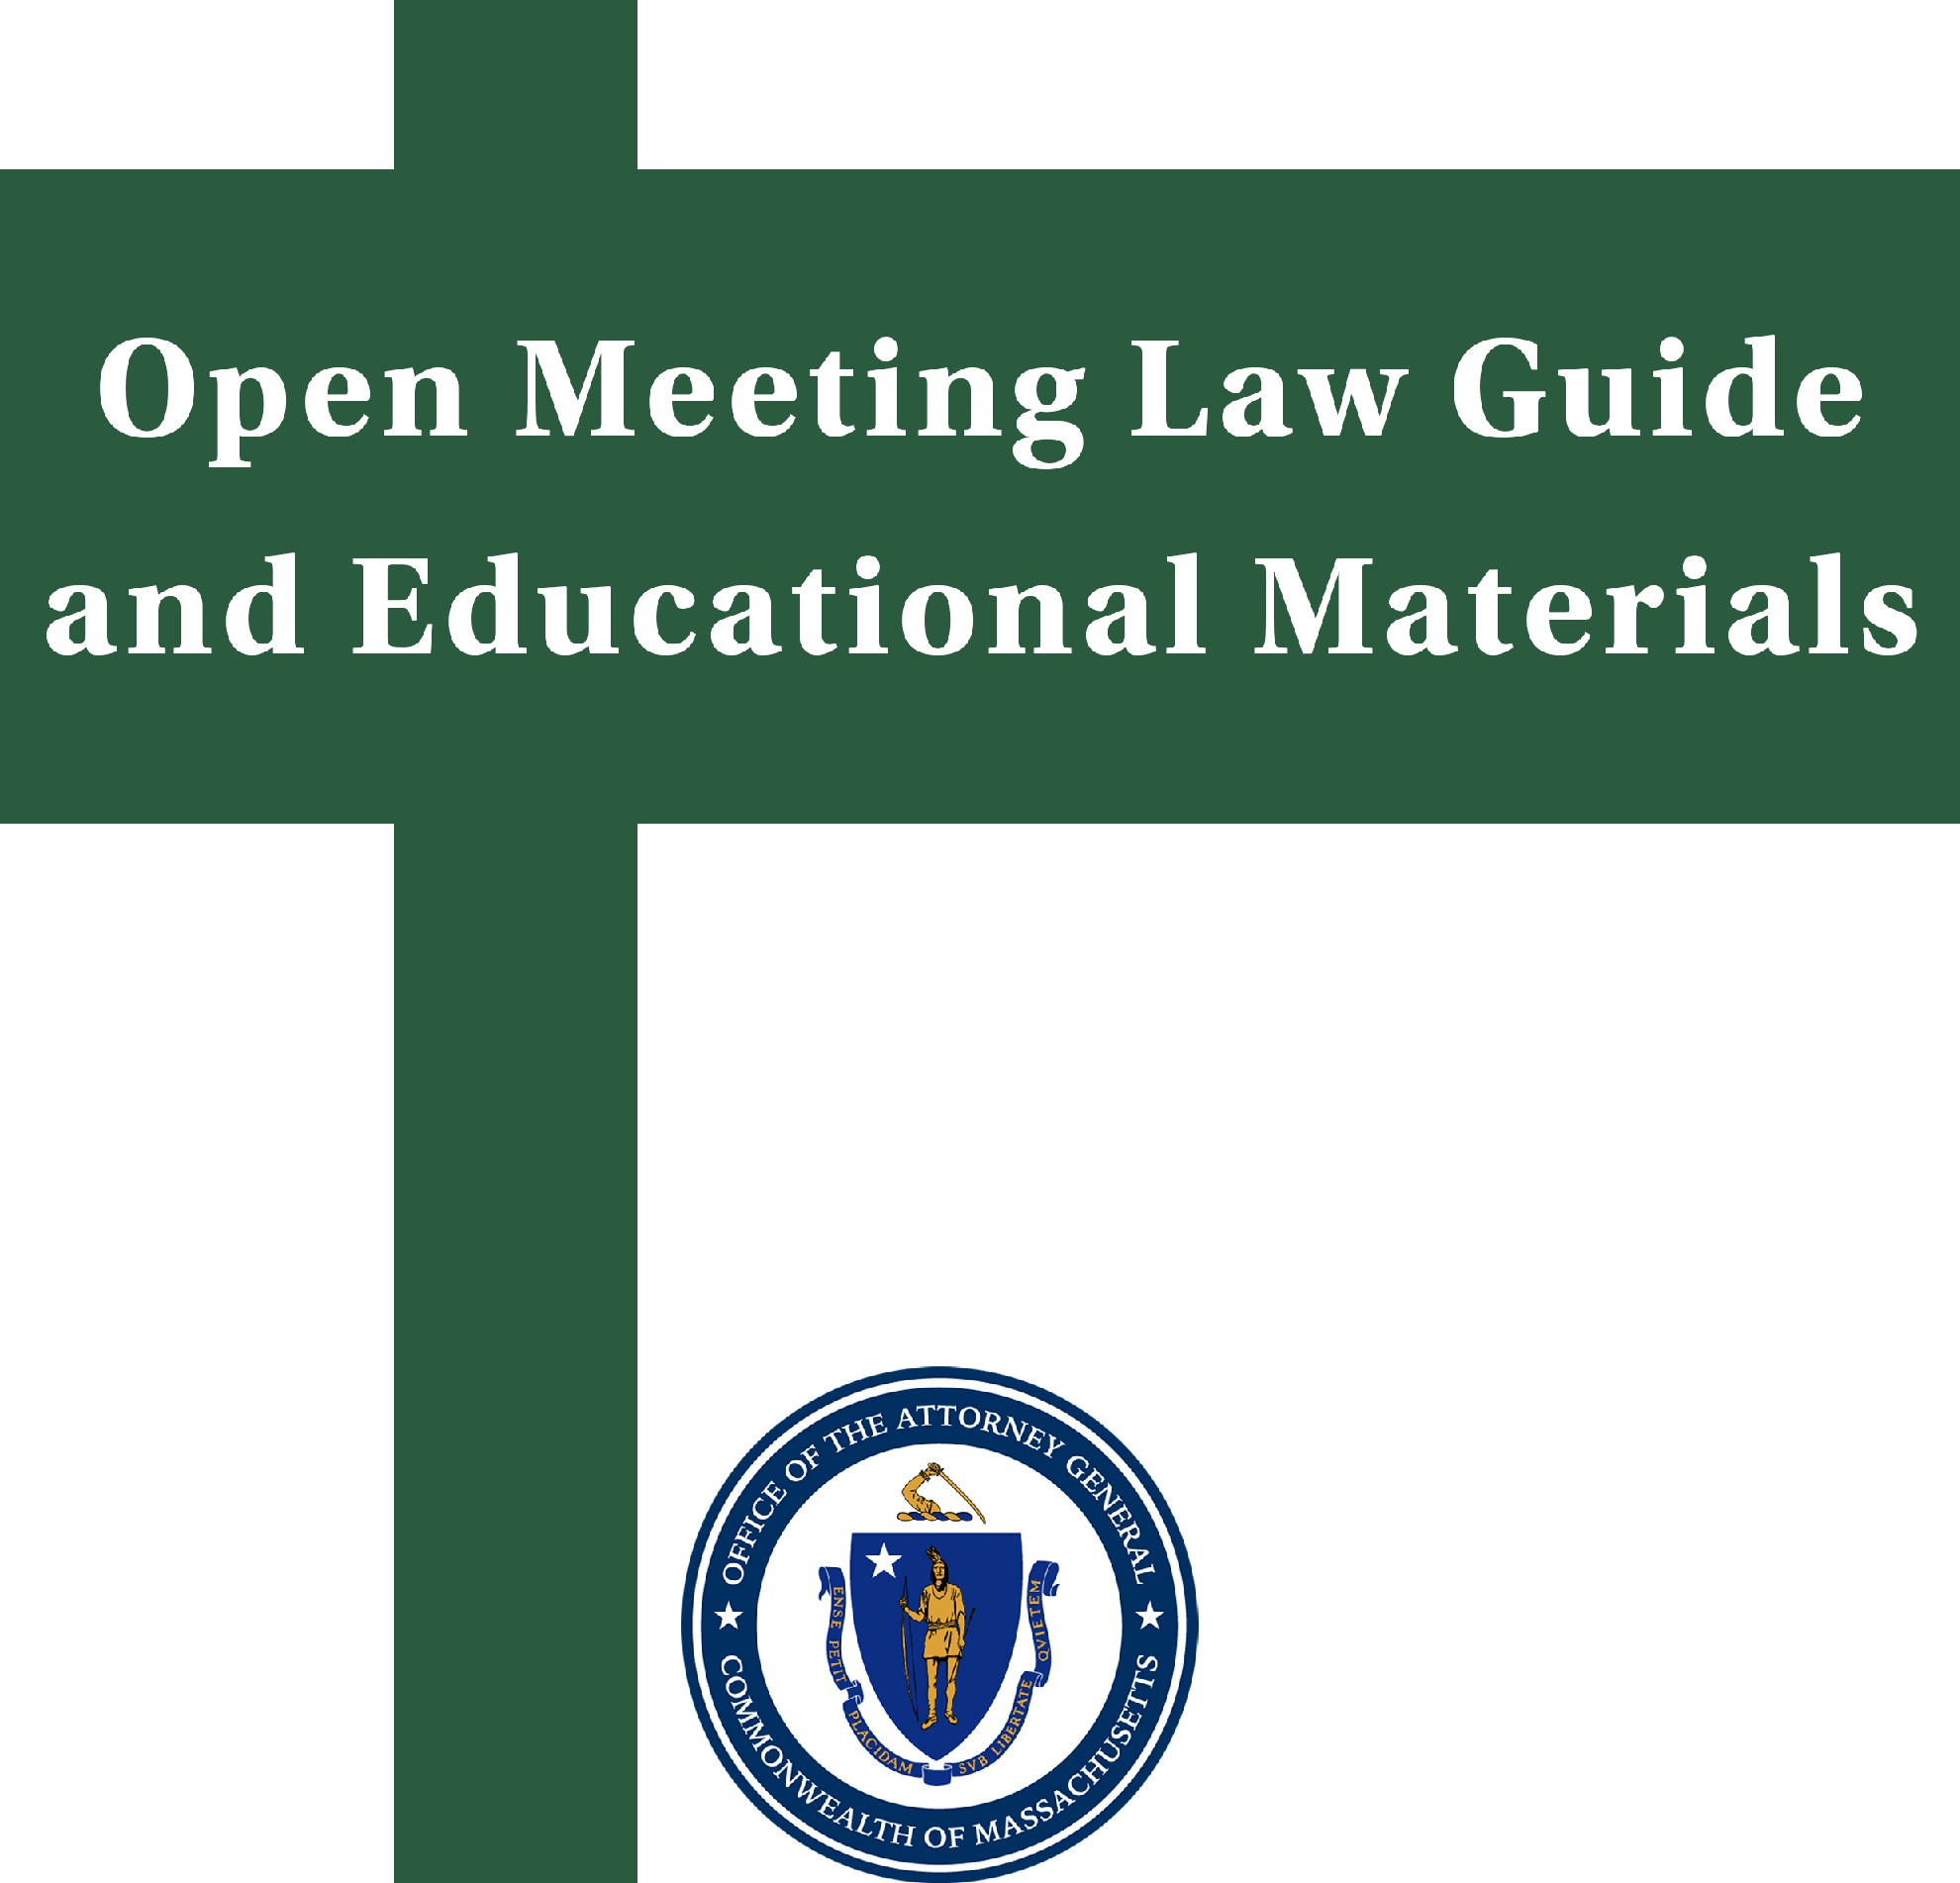 Open Meeting Law Guide
and Educational Materials
OFFICE OF THE ATTORNEY GENERAL
ENSE PETIT PLACIDAM SVB LIBERTATE QVIETEM
COMMONWEALTH OF MASSACHUSETTS